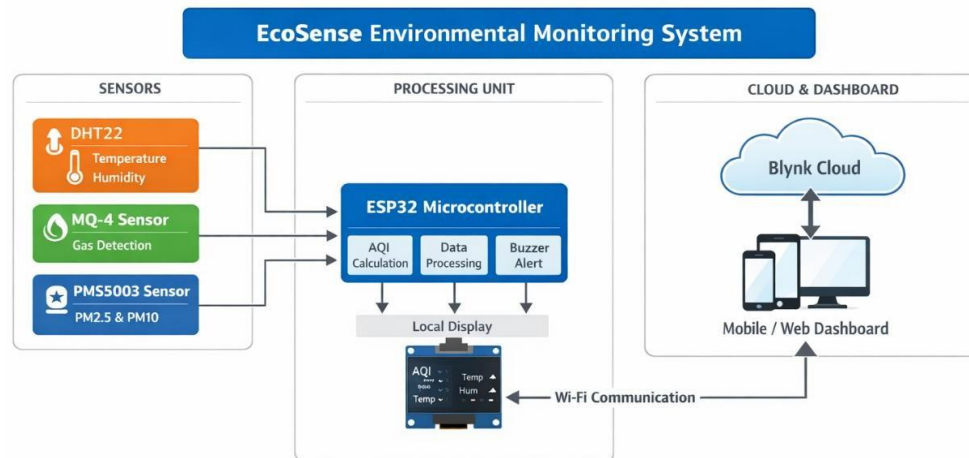 EcoSense Environmental Monitoring System
SENSORS
DHT22
Temperature
Humidity
MQ-4 Sensor
Gas Detection
PMS5003 Sensor
PM2.5 & PM10
PROCESSING UNIT
ESP32 Microcontroller
AQI
Calculation
Data
Processing
Buzzer
Alert
Local Display
AQI
Temp
Temp
Hum
Wi-Fi Communication
CLOUD & DASHBOARD
Blynk Cloud
Mobile / Web Dashboard